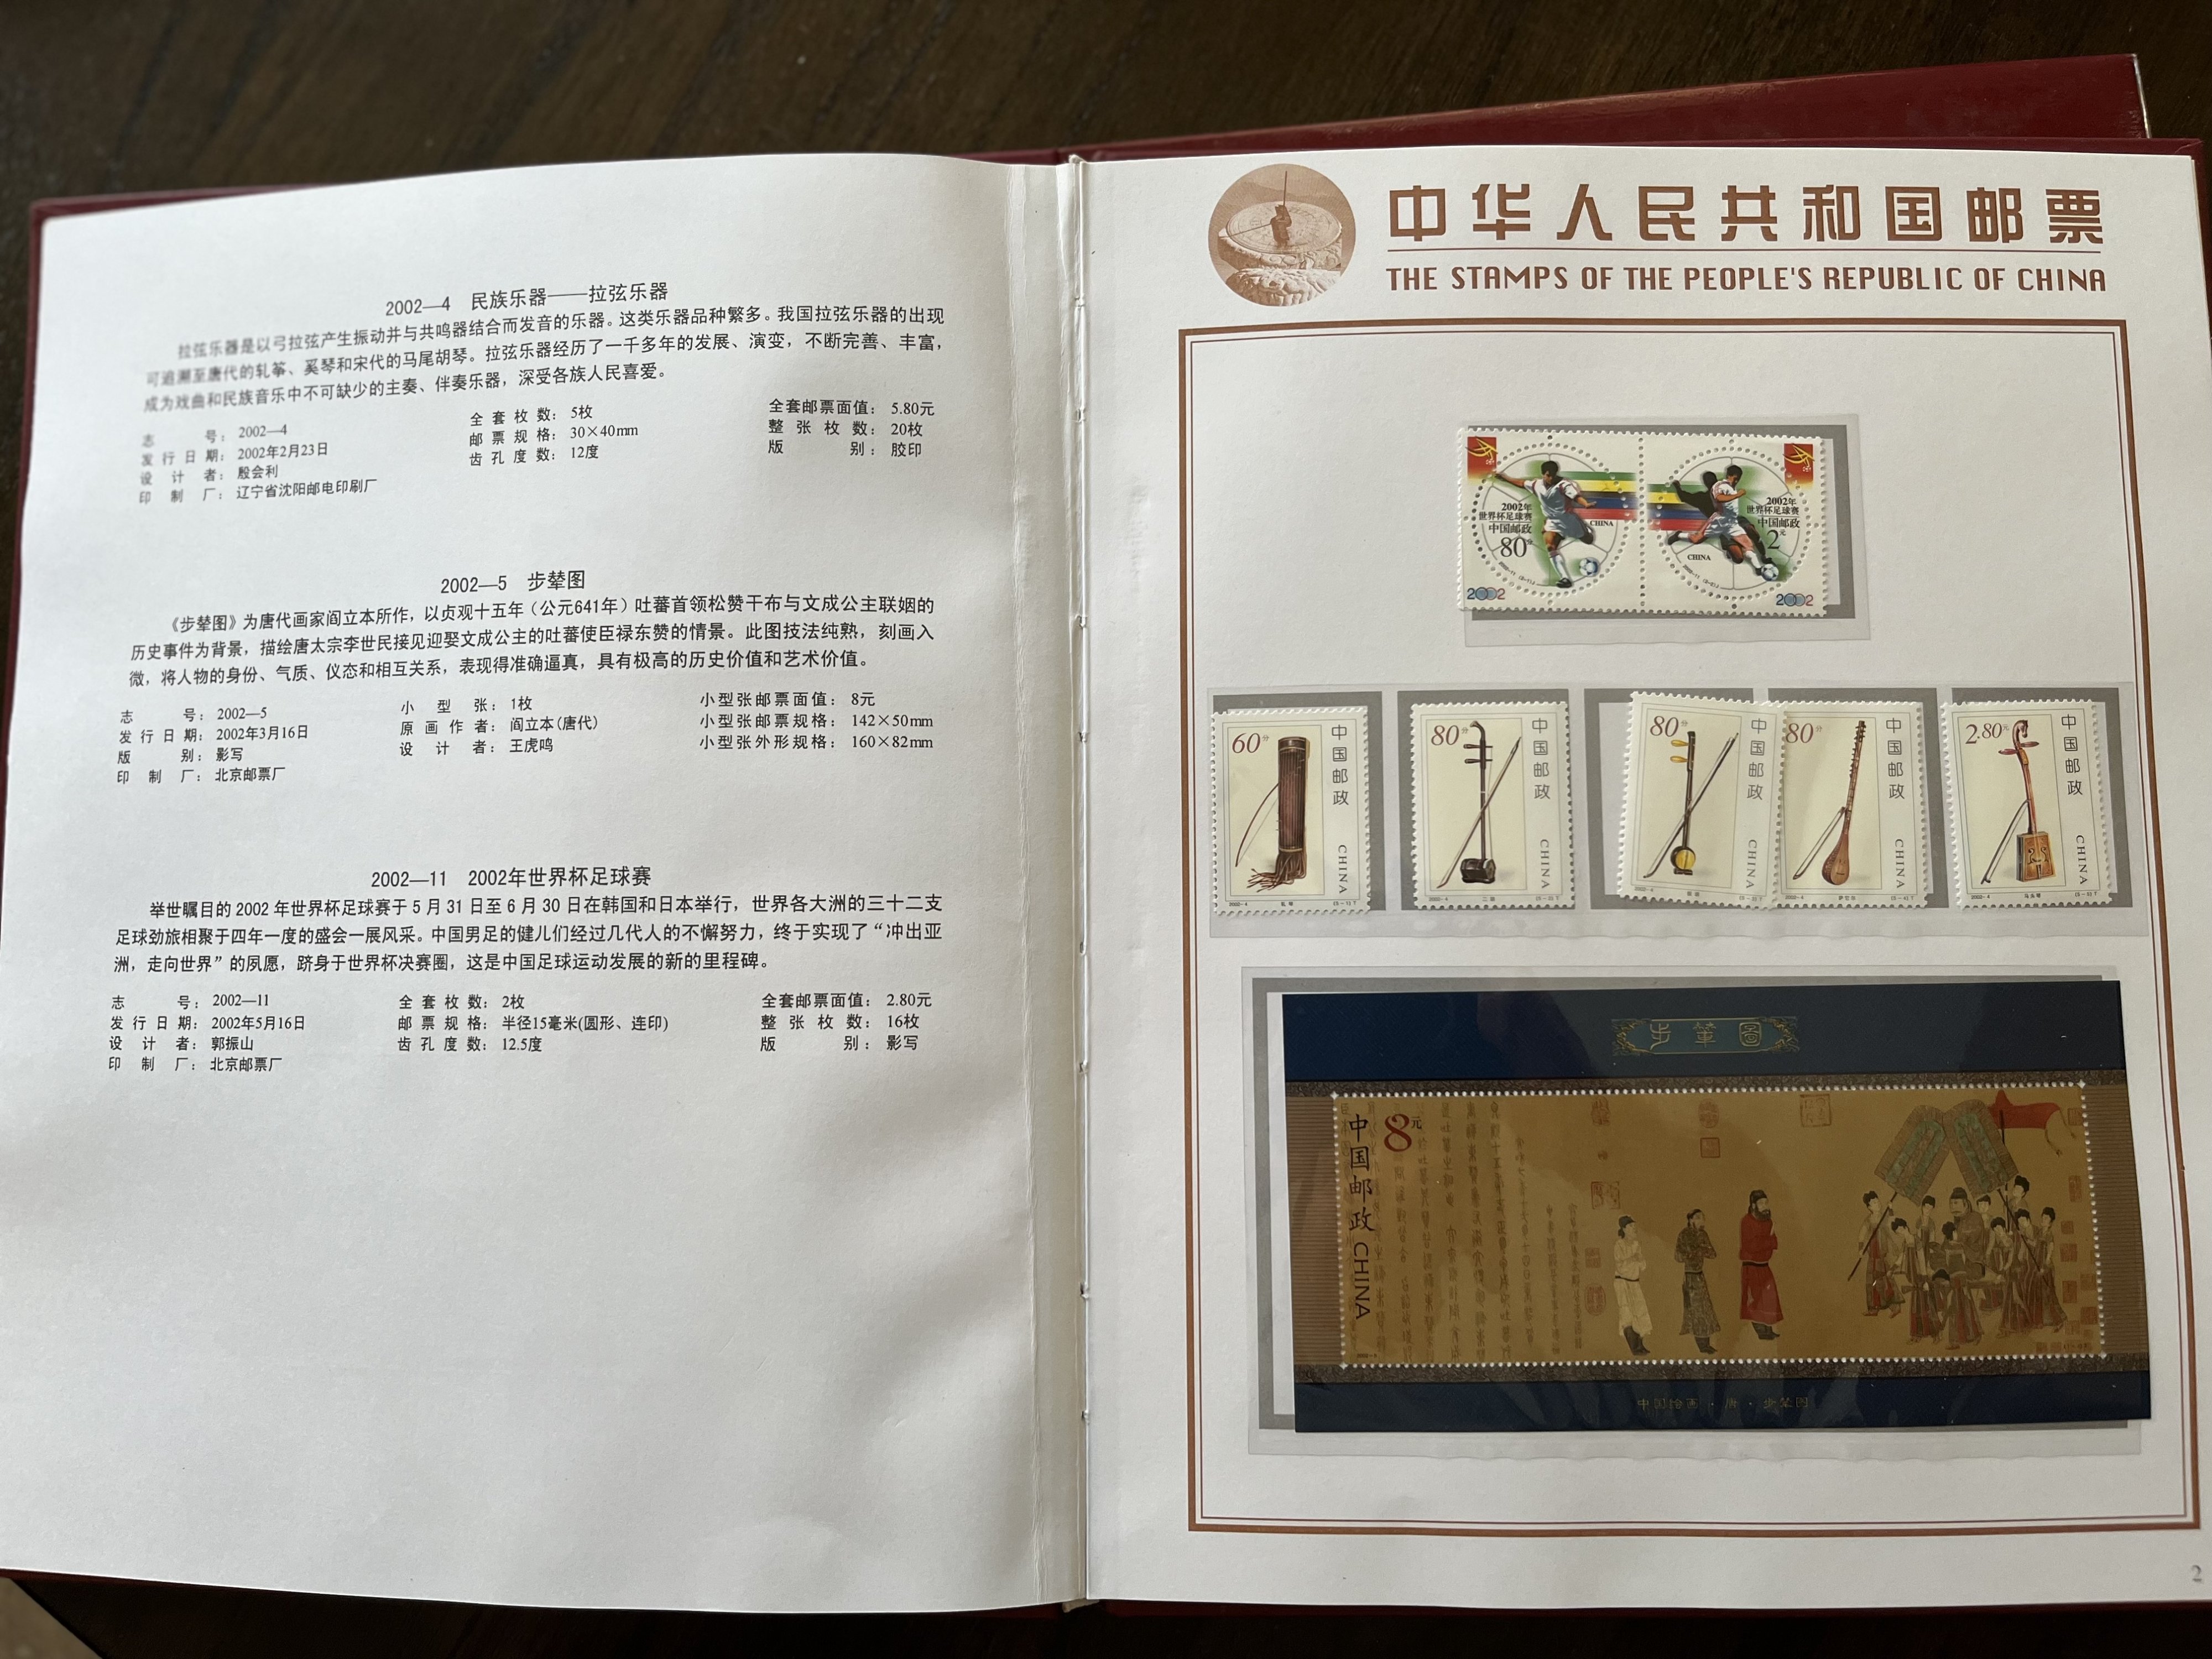 2002—4 民族乐器——拉弦乐器
拉弦乐器是以弓拉弦产生振动并与共鸣器结合而发音的乐器。这类乐器品种繁多。我国拉弦乐器的出现
可追溯至唐代的轧筝、奚琴和宋代的马尾胡琴。拉弦乐器经历了一千多年的发展、演变，不断完善、丰富，
成为戏曲和民族音乐中不可缺少的主奏、伴奏乐器，深受各族人民喜爱。
志号：2002—4 全套枚数：5枚 全套邮票面值：5.80元
发行日期：2002年2月23日 邮票规格：30×40mm 整张枚数：20枚
设计者：殷会利 齿孔度数：12度 版别：胶印
印制厂：辽宁省沈阳邮电印刷厂
2002—5 步辇图
《步辇图》为唐代画家阎立本所作，以贞观十五年（公元641年）吐蕃首领松赞干布与文成公主联姻的
历史事件为背景，描绘唐太宗李世民接见迎娶文成公主的吐蕃使臣禄东赞的情景。此图技法纯熟，刻画入
微，将人物的身份、气质、仪态和相互关系，表现得准确逼真，具有极高的历史价值和艺术价值。
志号：2002—5 小型张：1枚 小型张邮票面值：8元
发行日期：2002年3月16日 原画作者：阎立本(唐代) 小型张邮票规格：142×50mm
版别：影写 设计者：王虎鸣 小型张外形规格：160×82mm
印制厂：北京邮票厂
2002—11 2002年世界杯足球赛
举世瞩目的2002年世界杯足球赛于5月31日至6月30日在韩国和日本举行，世界各大洲的三十二支
足球劲旅相聚于四年一度的盛会一展风采。中国男足的健儿们经过几代人的不懈努力，终于实现了“冲出亚
洲，走向世界”的夙愿，跻身于世界杯决赛圈，这是中国足球运动发展的新的里程碑。
志号：2002—11 全套枚数：2枚 全套邮票面值：2.80元
发行日期：2002年5月16日 邮票规格：半径15毫米(圆形、连印) 整张枚数：16枚
设计者：郭振山 齿孔度数：12.5度 版别：影写
印制厂：北京邮票厂
中华人民共和国邮票
THE STAMPS OF THE PEOPLE'S REPUBLIC OF CHINA
2002年
世界杯足球赛
中国邮政
80分
CHINA
2002
2002年
世界杯足球赛
中国邮政
2元
CHINA
2002
60分 中国邮政 CHINA
80分 中国邮政 CHINA
80分 中国邮政 CHINA
80分 中国邮政 CHINA
2.80元 中国邮政 CHINA
步辇圖
中国邮政 CHINA
8元
中国绘画·唐·步辇图
2